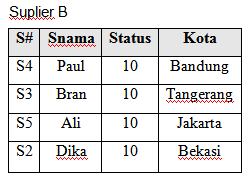 Suplier B
S# Snama Status Kota
S4 Paul 10 Bandung
S3 Bran 10 Tangerang
S5 Ali 10 Jakarta
S2 Dika 10 Bekasi